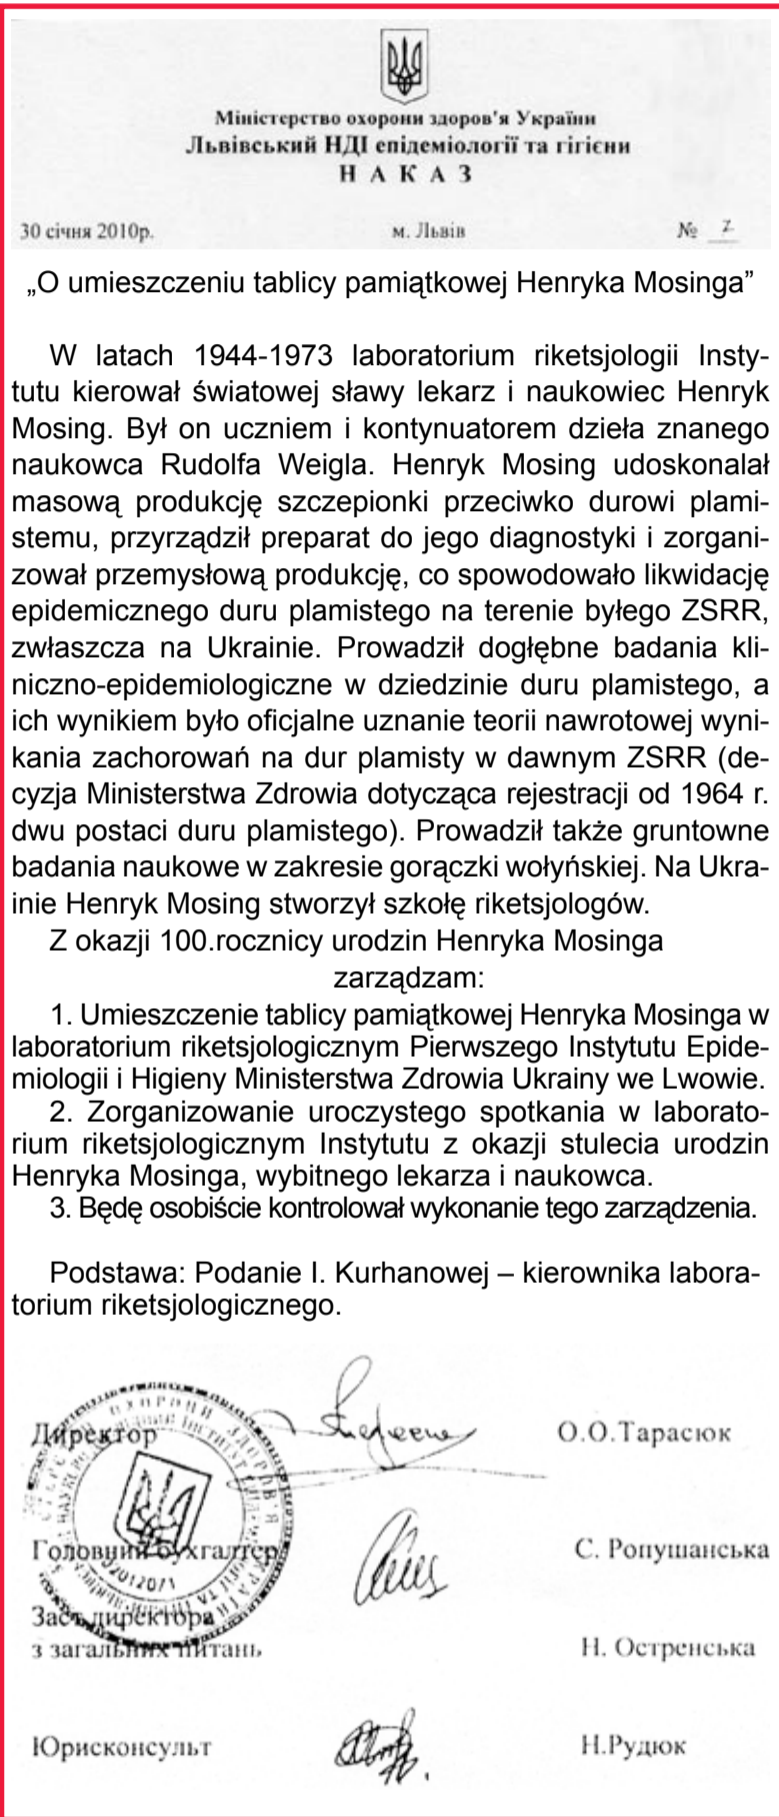 Міністерство охорони здоров'я України
Львівський НДІ епідеміології та гігієни
Н А К А З
30 січня 2010р. м. Львів № 2
„O umieszczeniu tablicy pamiątkowej Henryka Mosinga”
W latach 1944-1973 laboratorium riketsjologii Insty-
tutu kierował światowej sławy lekarz i naukowiec Henryk
Mosing. Był on uczniem i kontynuatorem dzieła znanego
naukowca Rudolfa Weigla. Henryk Mosing udoskonalał
masową produkcję szczepionki przeciwko durowi plami-
stemu, przyrządził preparat do jego diagnostyki i zorgani-
zował przemysłową produkcję, co spowodowało likwidację
epidemicznego duru plamistego na terenie byłego ZSRR,
zwłaszcza na Ukrainie. Prowadził dogłębne badania kli-
niczno-epidemiologiczne w dziedzinie duru plamistego, a
ich wynikiem było oficjalne uznanie teorii nawrotowej wyni-
kania zachorowań na dur plamisty w dawnym ZSRR (de-
cyzja Ministerstwa Zdrowia dotycząca rejestracji od 1964 r.
dwu postaci duru plamistego). Prowadził także gruntowne
badania naukowe w zakresie gorączki wołyńskiej. Na Ukra-
inie Henryk Mosing stworzył szkołę riketsjologów.
Z okazji 100.rocznicy urodzin Henryka Mosinga
zarządzam:
1. Umieszczenie tablicy pamiątkowej Henryka Mosinga w
laboratorium riketsjologicznym Pierwszego Instytutu Epide-
miologii i Higieny Ministerstwa Zdrowia Ukrainy we Lwowie.
2. Zorganizowanie uroczystego spotkania w laborato-
rium riketsjologicznym Instytutu z okazji stulecia urodzin
Henryka Mosinga, wybitnego lekarza i naukowca.
3. Będę osobiście kontrolował wykonanie tego zarządzenia.
Podstawa: Podanie I. Kurhanowej – kierownika labora-
torium riketsjologicznego.
Директор О.О.Тарасюк
Головний бухгалтер С. Ропушанська
Заст.директора
з загальних питань Н. Остренська
Юрисконсульт Н.Рудюк